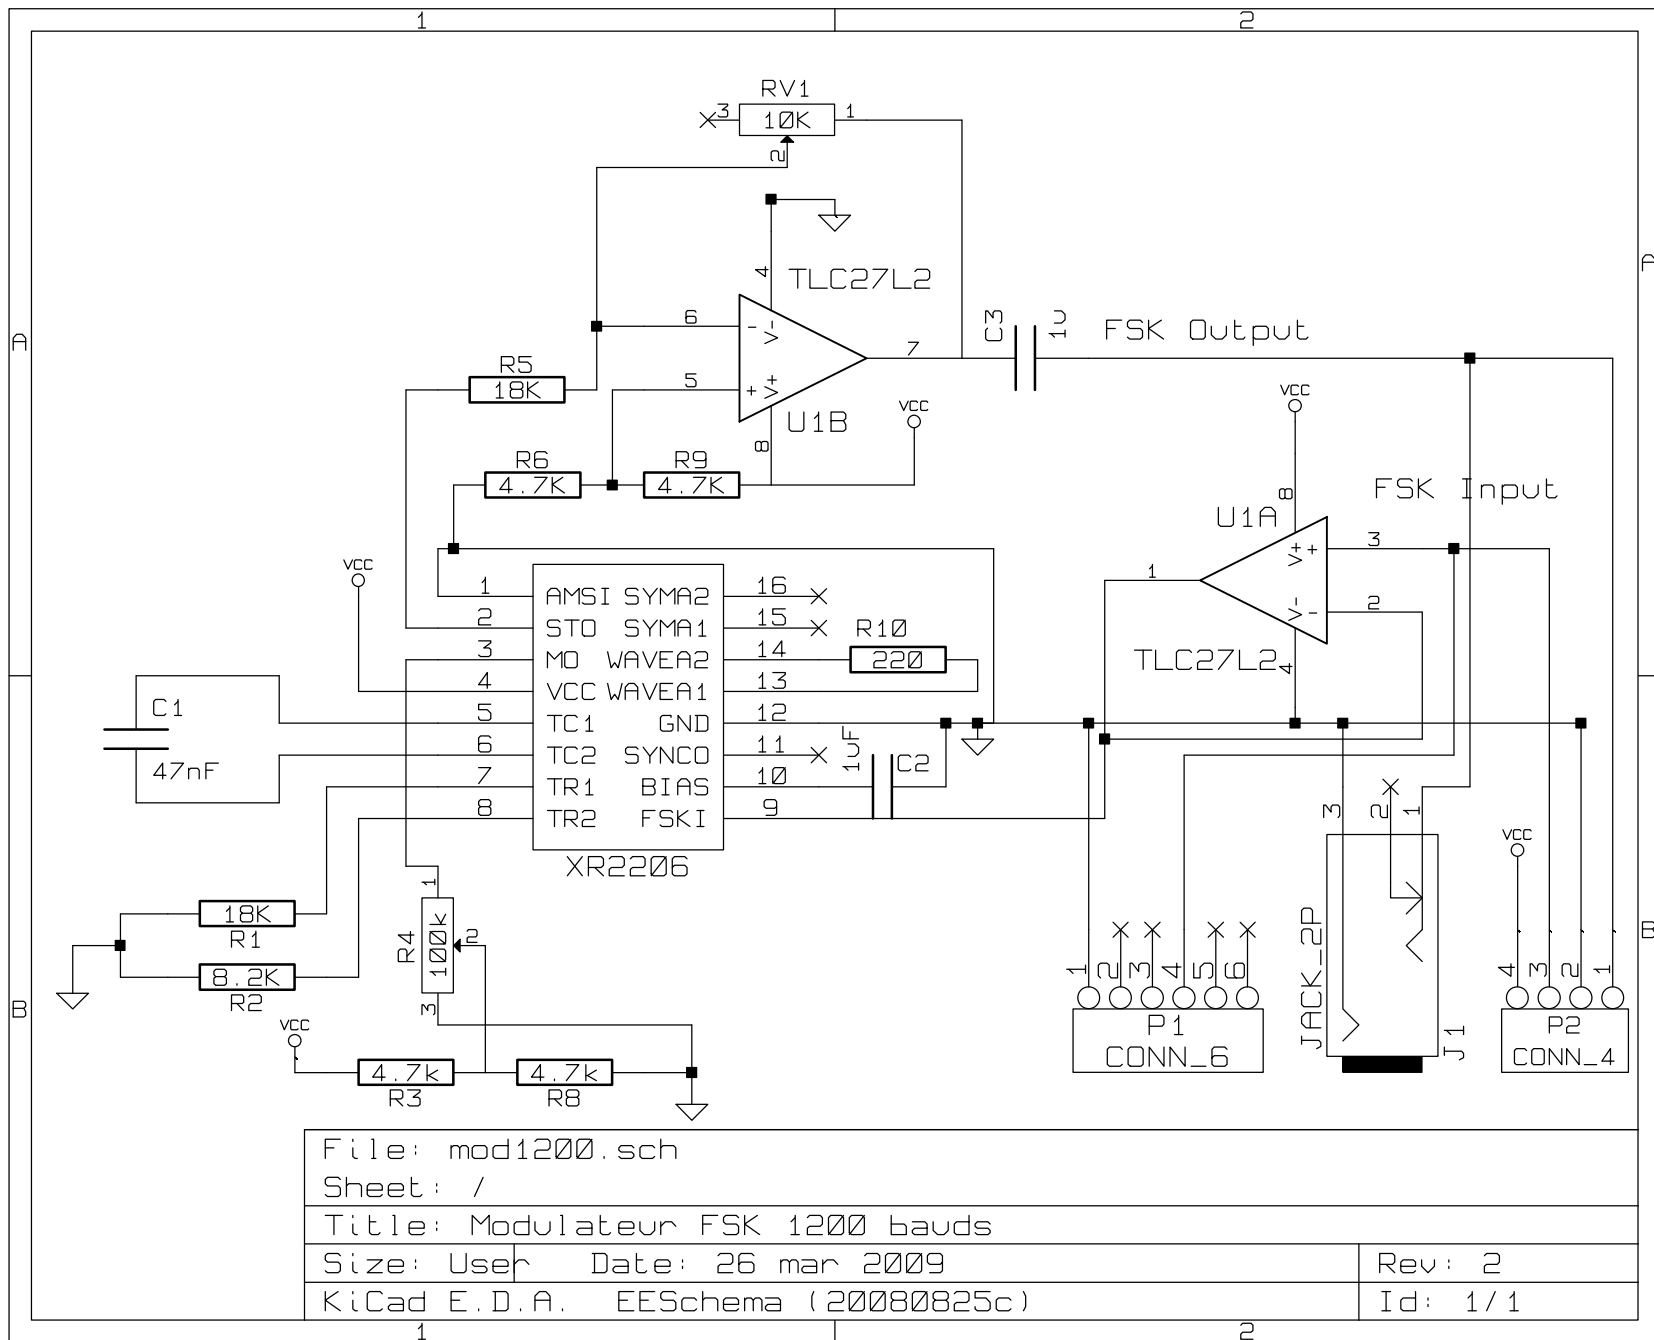 1 2
RV1
3 10K 1
2
4 TLC27L2
A
A
6 - V-
C3 1u FSK Output
7
R5
18K
5 + V+
U1B
VCC
VCC
8
R6 R9
4.7K 4.7K
8 FSK Input
U1A
V+ + 3
1
V- - 2
TLC27L2 4
VCC
1 AMSI SYMA2 16
2 STO SYMA1 15
R10
3 MO WAVEA2 14 220
4 VCC WAVEA1 13
5 TC1 GND 12
6 TC2 SYNCO 11
7 TR1 BIAS 10
8 TR2 FSKI 9
XR2206
C1
47nF
1uF C2
3 2 1
VCC
1
18K
R1
R4 100k 2
8.2K
R2
3
B
B
VCC
4.7k 4.7k
R3 R8
1 2 3 4 5 6
P1
CONN_6
JACK_2P
J1
4 3 2 1
P2
CONN_4
File: mod1200.sch
Sheet: /
Title: Modulateur FSK 1200 bauds
Size: User Date: 26 mar 2009 Rev: 2
KiCad E.D.A. EESchema (20080825c) Id: 1/1
1 2